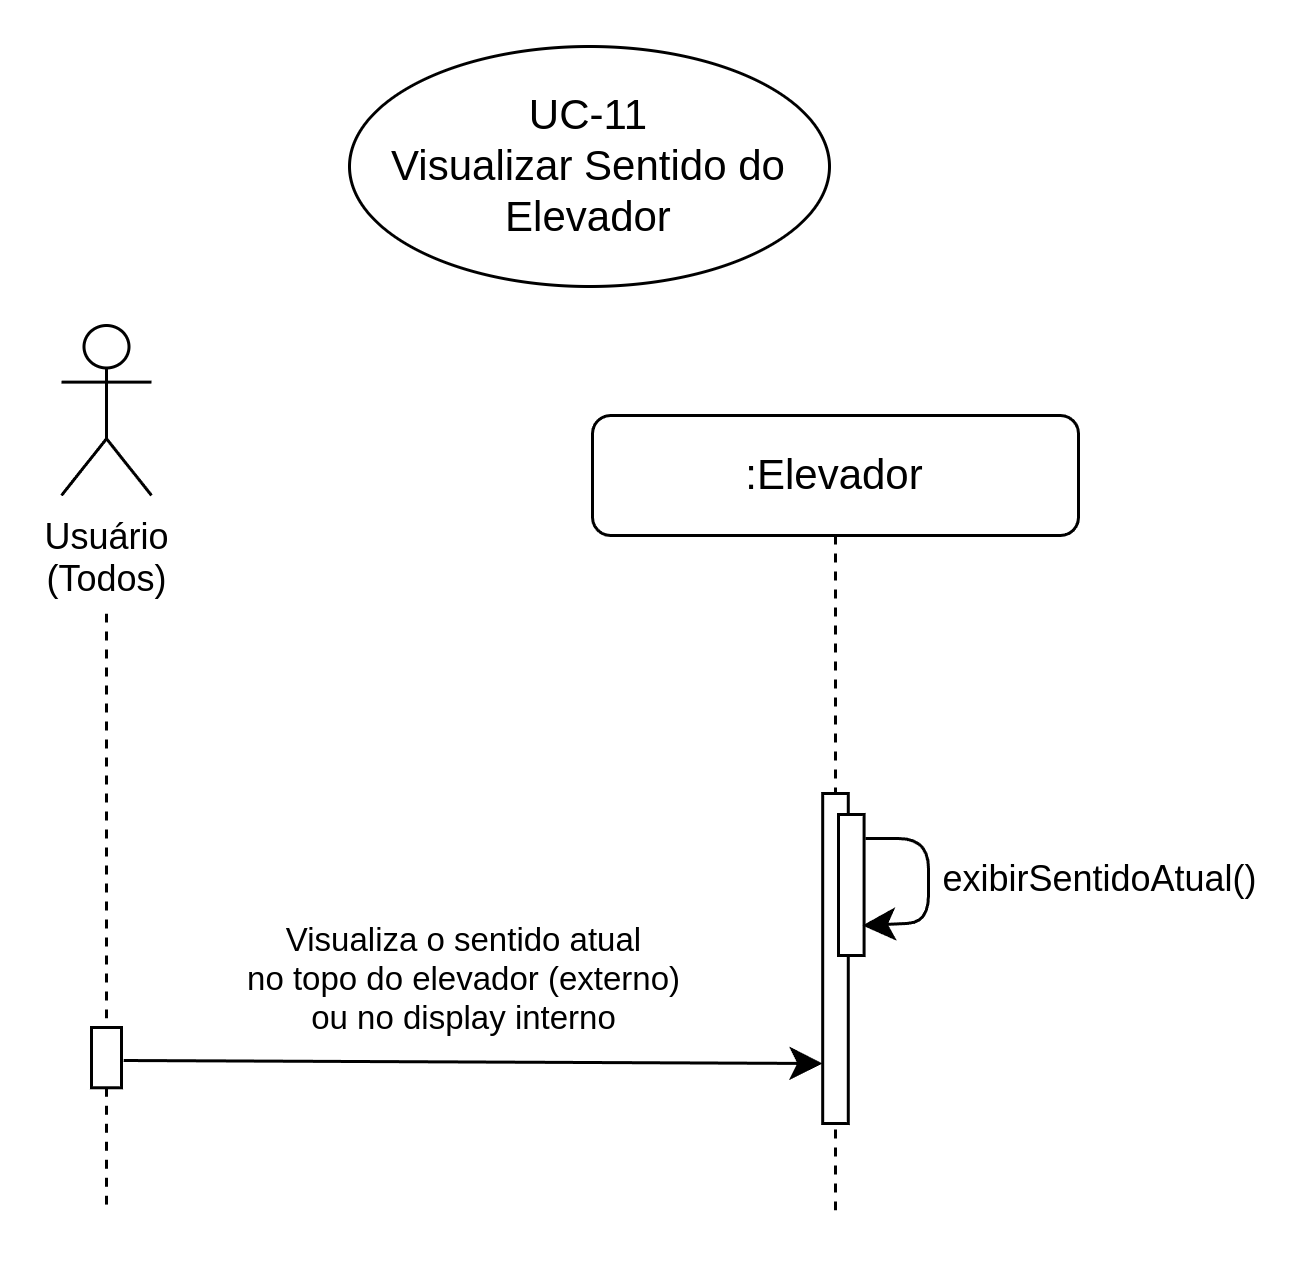 UC-11
Visualizar Sentido do
Elevador
:Elevador
Usuário
(Todos)
exibirSentidoAtual()
Visualiza o sentido atual
no topo do elevador (externo)
ou no display interno